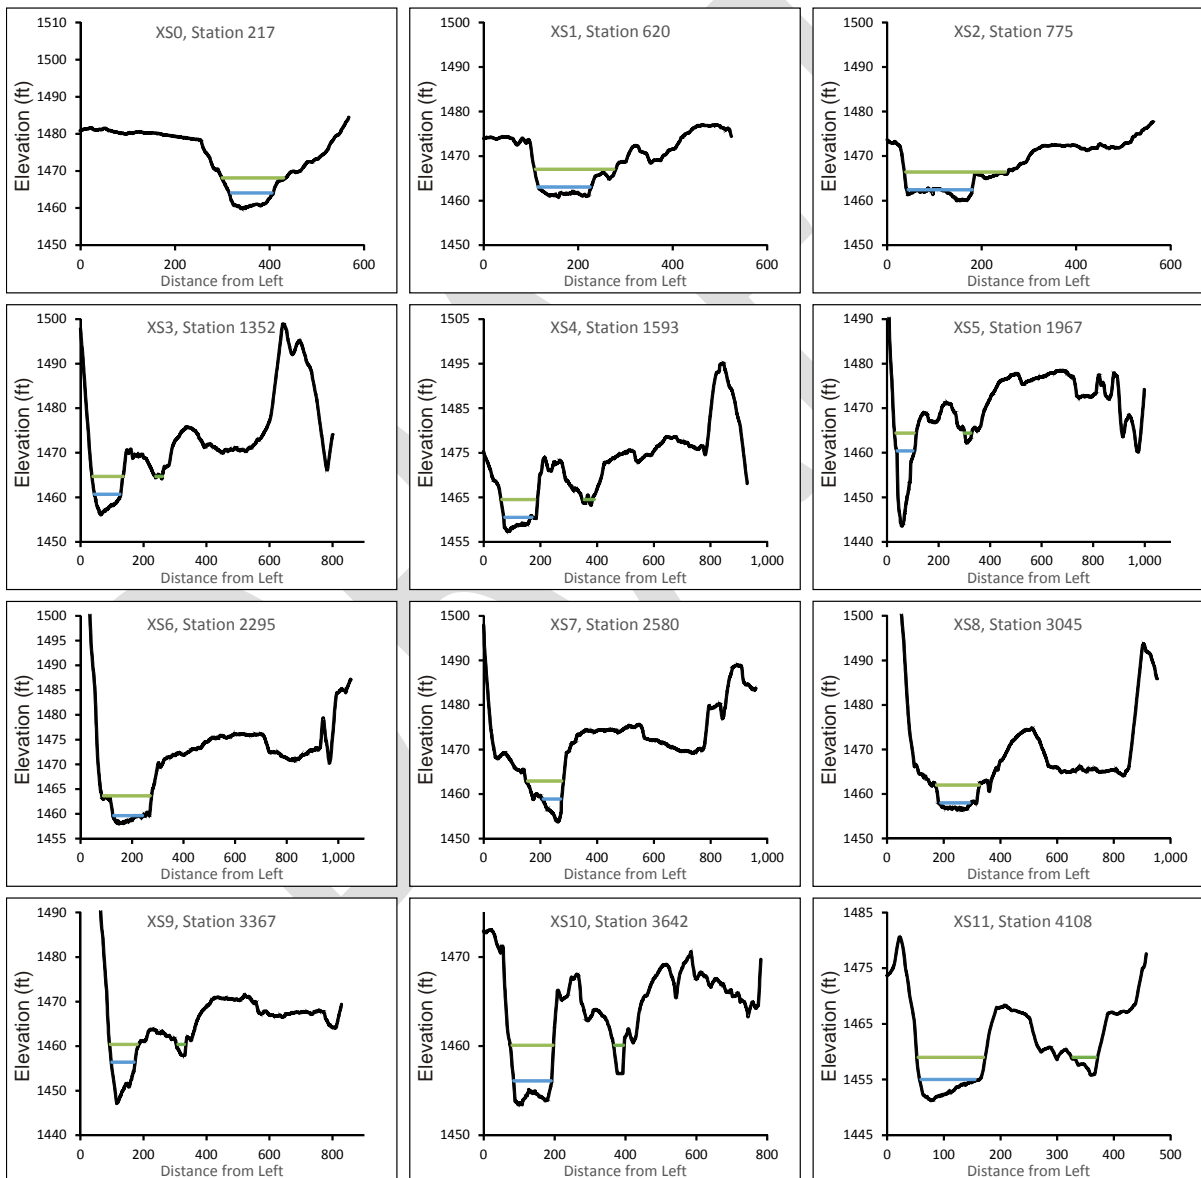 XS0, Station 217
Elevation (ft)
1510
1500
1490
1480
1470
1460
1450
0 200 400 600
Distance from Left
XS1, Station 620
Elevation (ft)
1500
1490
1480
1470
1460
1450
0 200 400 600
Distance from Left
XS2, Station 775
Elevation (ft)
1500
1490
1480
1470
1460
1450
0 200 400 600
Distance from Left
XS3, Station 1352
Elevation (ft)
1500
1490
1480
1470
1460
1450
0 200 400 600 800
Distance from Left
XS4, Station 1593
Elevation (ft)
1505
1495
1485
1475
1465
1455
0 200 400 600 800 1,000
Distance from Left
XS5, Station 1967
Elevation (ft)
1490
1480
1470
1460
1450
1440
0 200 400 600 800 1,000
Distance from Left
XS6, Station 2295
Elevation (ft)
1500
1495
1490
1485
1480
1475
1470
1465
1460
1455
0 200 400 600 800 1,000
Distance from Left
XS7, Station 2580
Elevation (ft)
1500
1490
1480
1470
1460
1450
0 200 400 600 800 1,000
Distance from Left
XS8, Station 3045
Elevation (ft)
1500
1490
1480
1470
1460
1450
0 200 400 600 800 1,000
Distance from Left
XS9, Station 3367
Elevation (ft)
1490
1480
1470
1460
1450
1440
0 200 400 600 800
Distance from Left
XS10, Station 3642
Elevation (ft)
1470
1460
1450
0 200 400 600 800
Distance from Left
XS11, Station 4108
Elevation (ft)
1485
1475
1465
1455
1445
0 100 200 300 400 500
Distance from Left